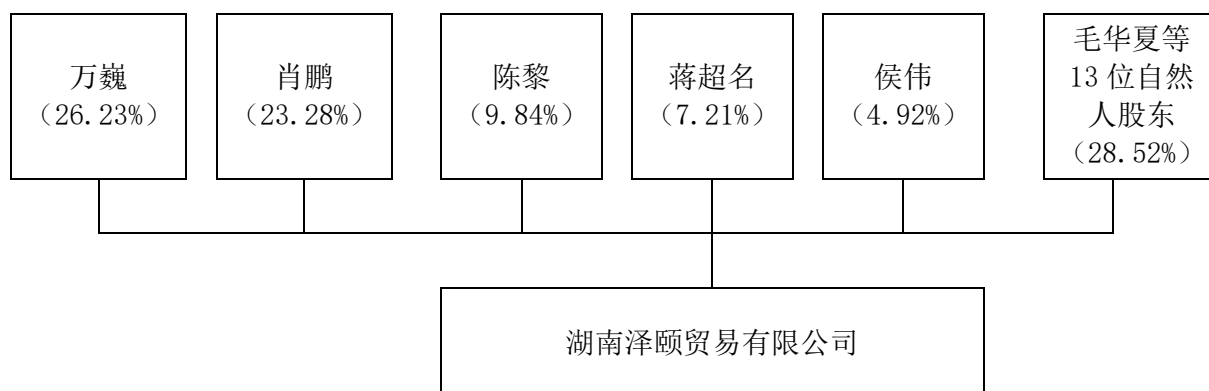 万巍
（26.23%）
肖鹏
（23.28%）
陈黎
（9.84%）
蒋超名
（7.21%）
侯伟
（4.92%）
毛华夏等
13 位自然
人股东
（28.52%）
湖南泽颐贸易有限公司